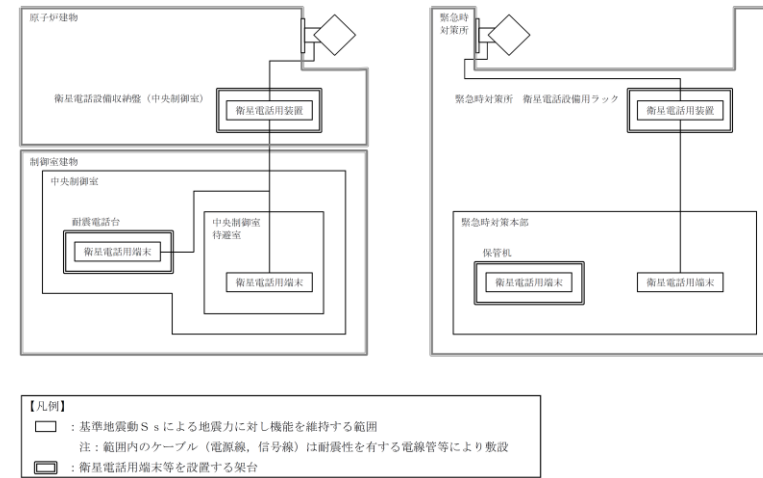 原子炉建物
衛星電話設備収納盤（中央制御室）
衛星電話用装置
制御室建物
中央制御室
耐震電話台
衛星電話用端末
中央制御室
待避室
衛星電話用端末
緊急時
対策所
緊急時対策所　衛星電話設備用ラック
衛星電話用装置
緊急時対策本部
保管机
衛星電話用端末
衛星電話用端末
【凡例】
：基準地震動Ｓｓによる地震力に対し機能を維持する範囲
注：範囲内のケーブル（電源線，信号線）は耐震性を有する電線管等により敷設
：衛星電話用端末等を設置する架台